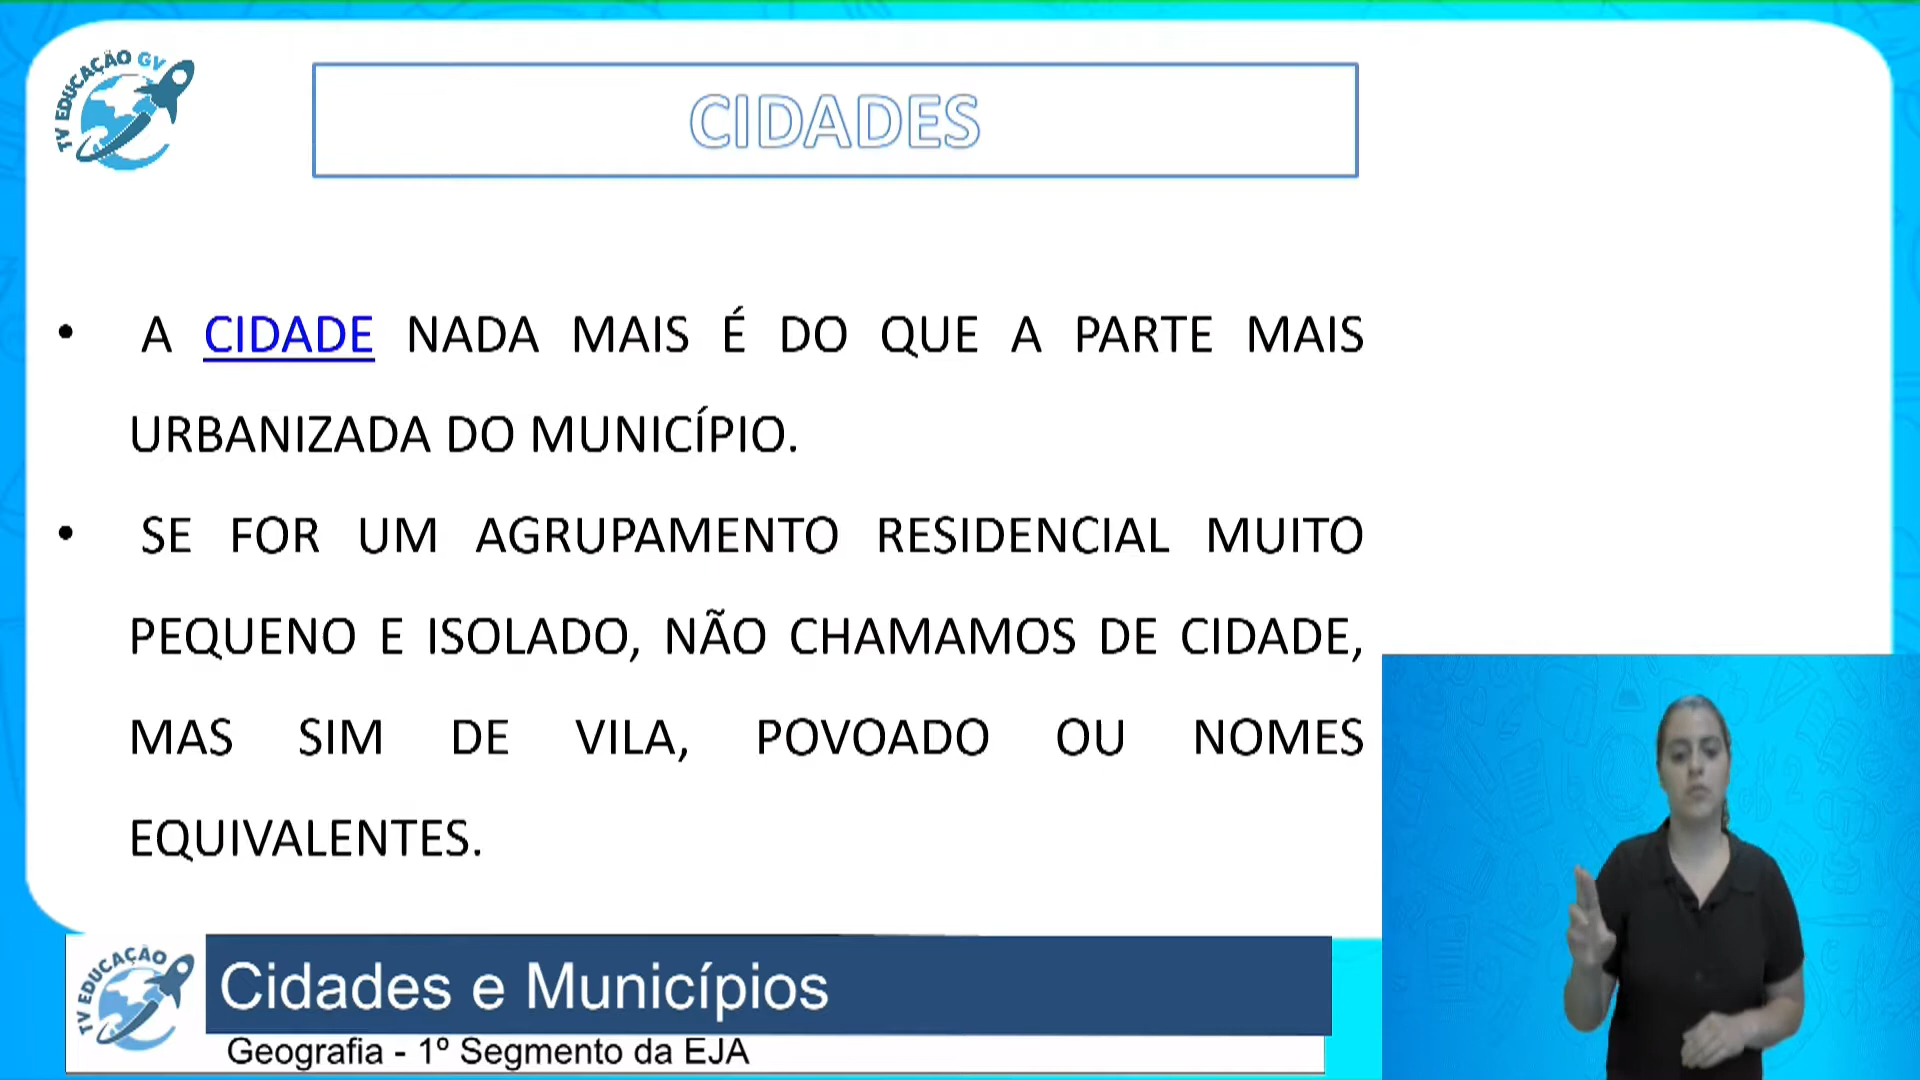 TV EDUCAÇÃO GV
CIDADES
• A CIDADE NADA MAIS É DO QUE A PARTE MAIS
URBANIZADA DO MUNICÍPIO.
• SE FOR UM AGRUPAMENTO RESIDENCIAL MUITO
PEQUENO E ISOLADO, NÃO CHAMAMOS DE CIDADE,
MAS SIM DE VILA, POVOADO OU NOMES
EQUIVALENTES.
TV EDUCAÇÃO
Cidades e Municípios
Geografia - 1º Segmento da EJA